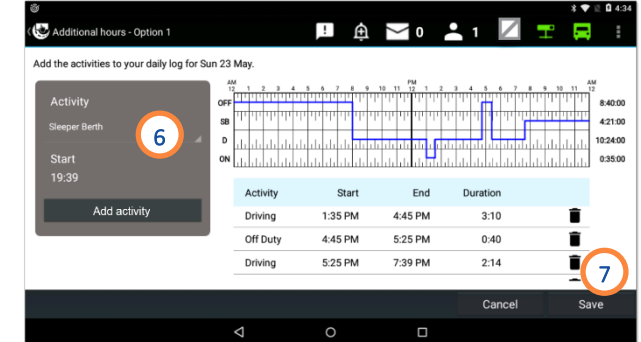 4:34
Additional hours - Option 1
0
1
Add the activities to your daily log for Sun 23 May.
Activity
Sleeper Berth
6
Start
19:39
Add activity
AM PM AM
12 1 2 3 4 5 6 7 8 9 10 11 12 1 2 3 4 5 6 7 8 9 10 11 12
OFF 8:40:00
SB 4:21:00
D 10:24:00
ON 0:35:00
Activity Start End Duration
Driving 1:35 PM 4:45 PM 3:10
Off Duty 4:45 PM 5:25 PM 0:40
Driving 5:25 PM 7:39 PM 2:14
7
Cancel Save